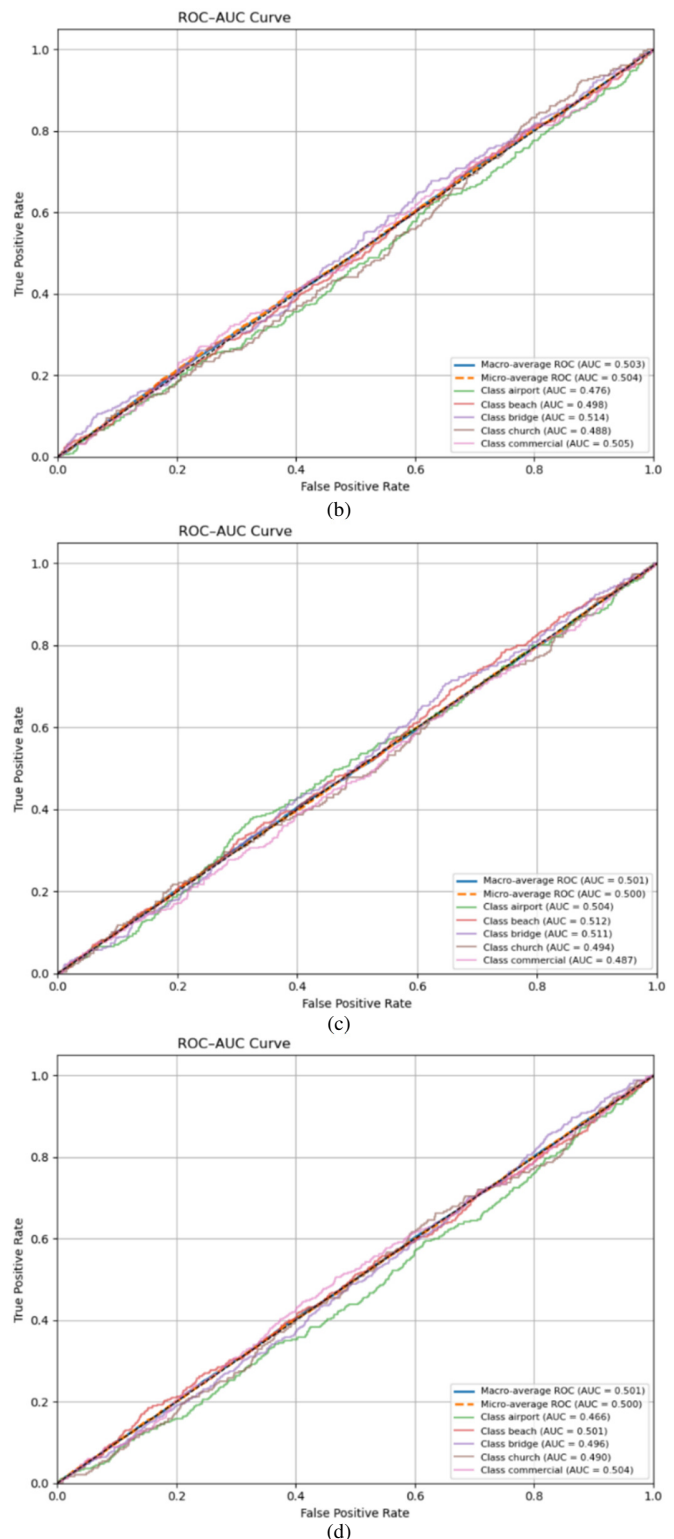 ROC–AUC Curve
1.0
0.8
0.6
0.4
0.2
0.0
True Positive Rate
Macro-average ROC (AUC = 0.503)
Micro-average ROC (AUC = 0.504)
Class airport (AUC = 0.476)
Class beach (AUC = 0.498)
Class bridge (AUC = 0.514)
Class church (AUC = 0.488)
Class commercial (AUC = 0.505)
0.0 0.2 0.4 0.6 0.8 1.0
False Positive Rate
(b)
ROC–AUC Curve
1.0
0.8
0.6
0.4
0.2
0.0
True Positive Rate
Macro-average ROC (AUC = 0.501)
Micro-average ROC (AUC = 0.500)
Class airport (AUC = 0.504)
Class beach (AUC = 0.512)
Class bridge (AUC = 0.511)
Class church (AUC = 0.494)
Class commercial (AUC = 0.487)
0.0 0.2 0.4 0.6 0.8 1.0
False Positive Rate
(c)
ROC–AUC Curve
1.0
0.8
0.6
0.4
0.2
0.0
True Positive Rate
Macro-average ROC (AUC = 0.501)
Micro-average ROC (AUC = 0.500)
Class airport (AUC = 0.466)
Class beach (AUC = 0.501)
Class bridge (AUC = 0.496)
Class church (AUC = 0.490)
Class commercial (AUC = 0.504)
0.0 0.2 0.4 0.6 0.8 1.0
False Positive Rate
(d)